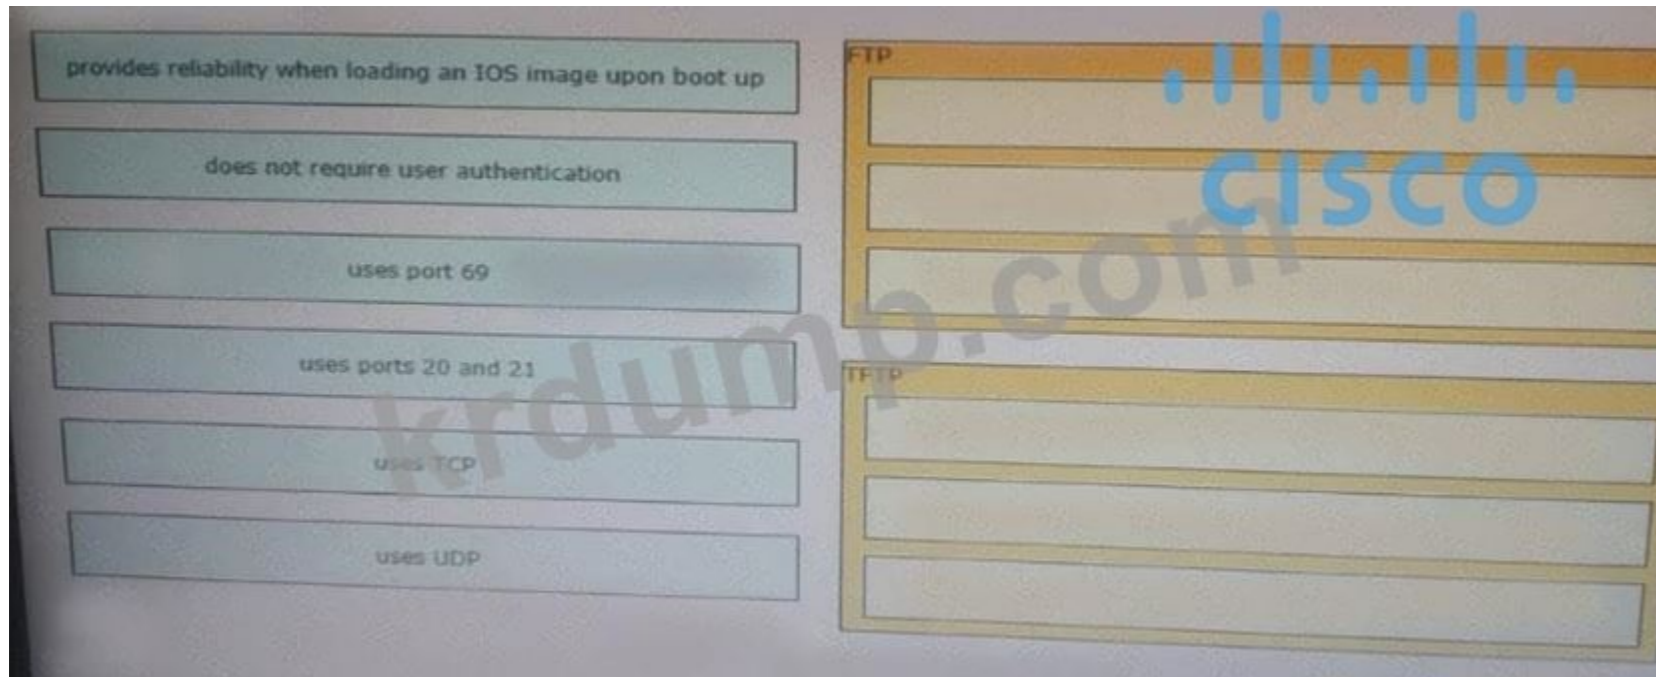 provides reliability when loading an IOS image upon boot up
does not require user authentication
uses port 69
uses ports 20 and 21
uses TCP
uses UDP
FTP
TFTP
CISCO
krdump.com